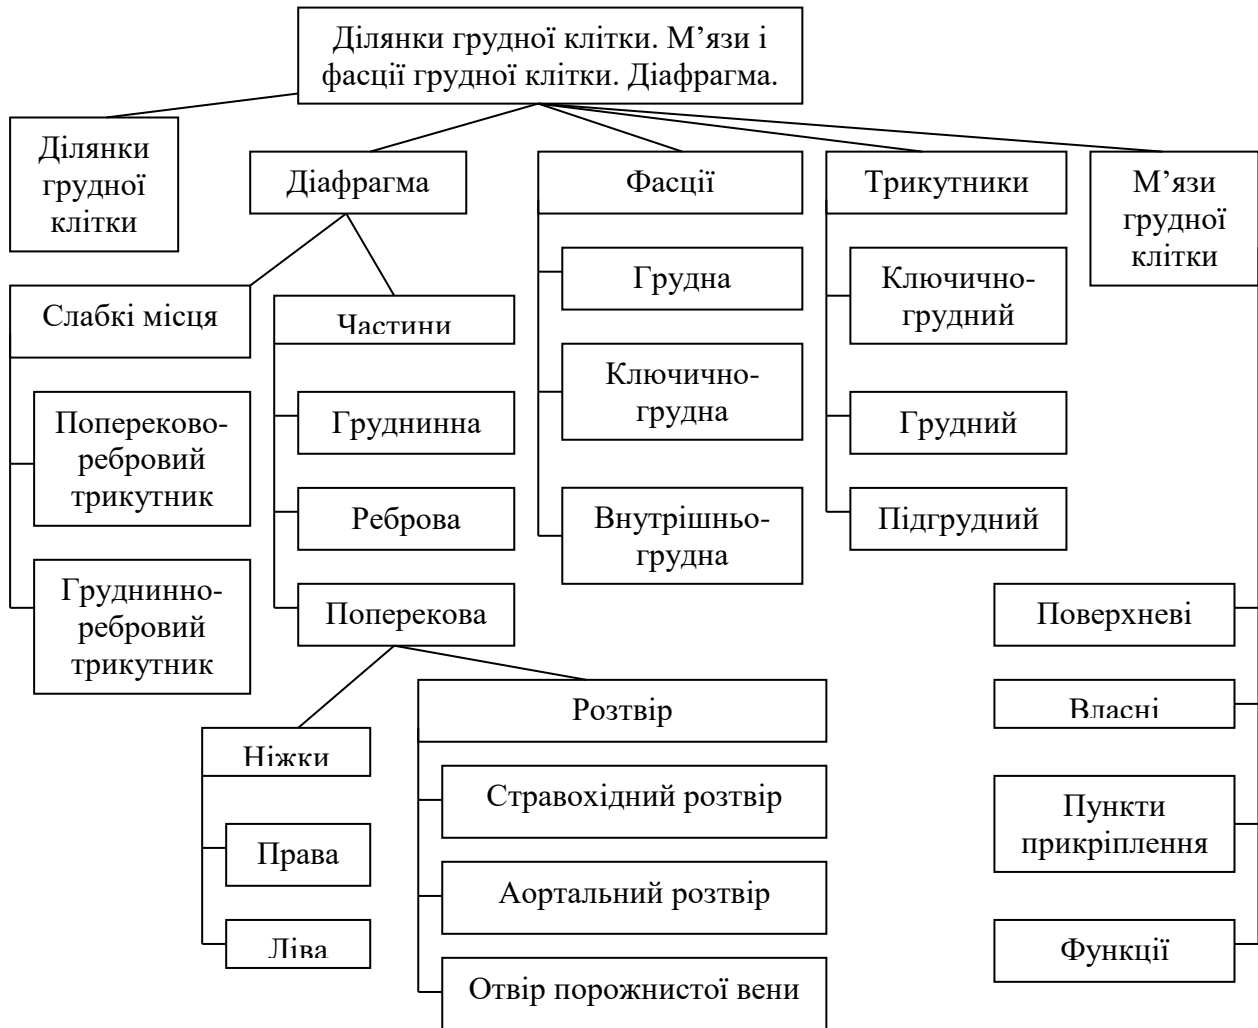 Ділянки грудної клітки. М’язи і
фасції грудної клітки. Діафрагма.
Ділянки
грудної
клітки
Діафрагма
Фасції
Трикутники
М’язи
грудної
клітки
Слабкі місця
Попереково-
ребровий
трикутник
Груднинно-
ребровий
трикутник
Частини
Груднинна
Реброва
Поперекова
Ніжки
Права
Ліва
Розтвір
Стравохідний розтвір
Аортальний розтвір
Отвір порожнистої вени
Грудна
Ключично-
грудна
Внутрішньо-
грудна
Ключично-
грудний
Грудний
Підгрудний
Поверхневі
Власні
Пункти
прикріплення
Функції